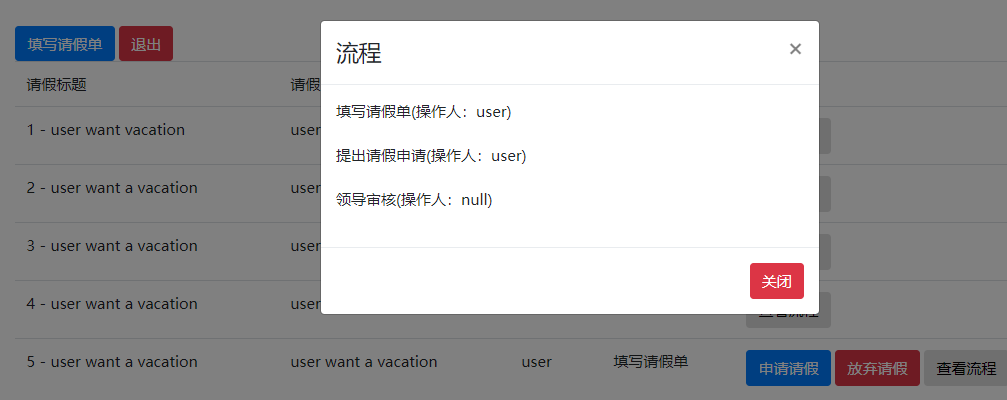 填写请假单 退出
流程 ×
请假标题 请假
填写请假单(操作人：user)
1 - user want vacation user
提出请假申请(操作人：user)
2 - user want a vacation user
领导审核(操作人：null)
3 - user want a vacation user
关闭
4 - user want a vacation user 查看流程
5 - user want a vacation user want a vacation user 填写请假单 申请请假 放弃请假 查看流程